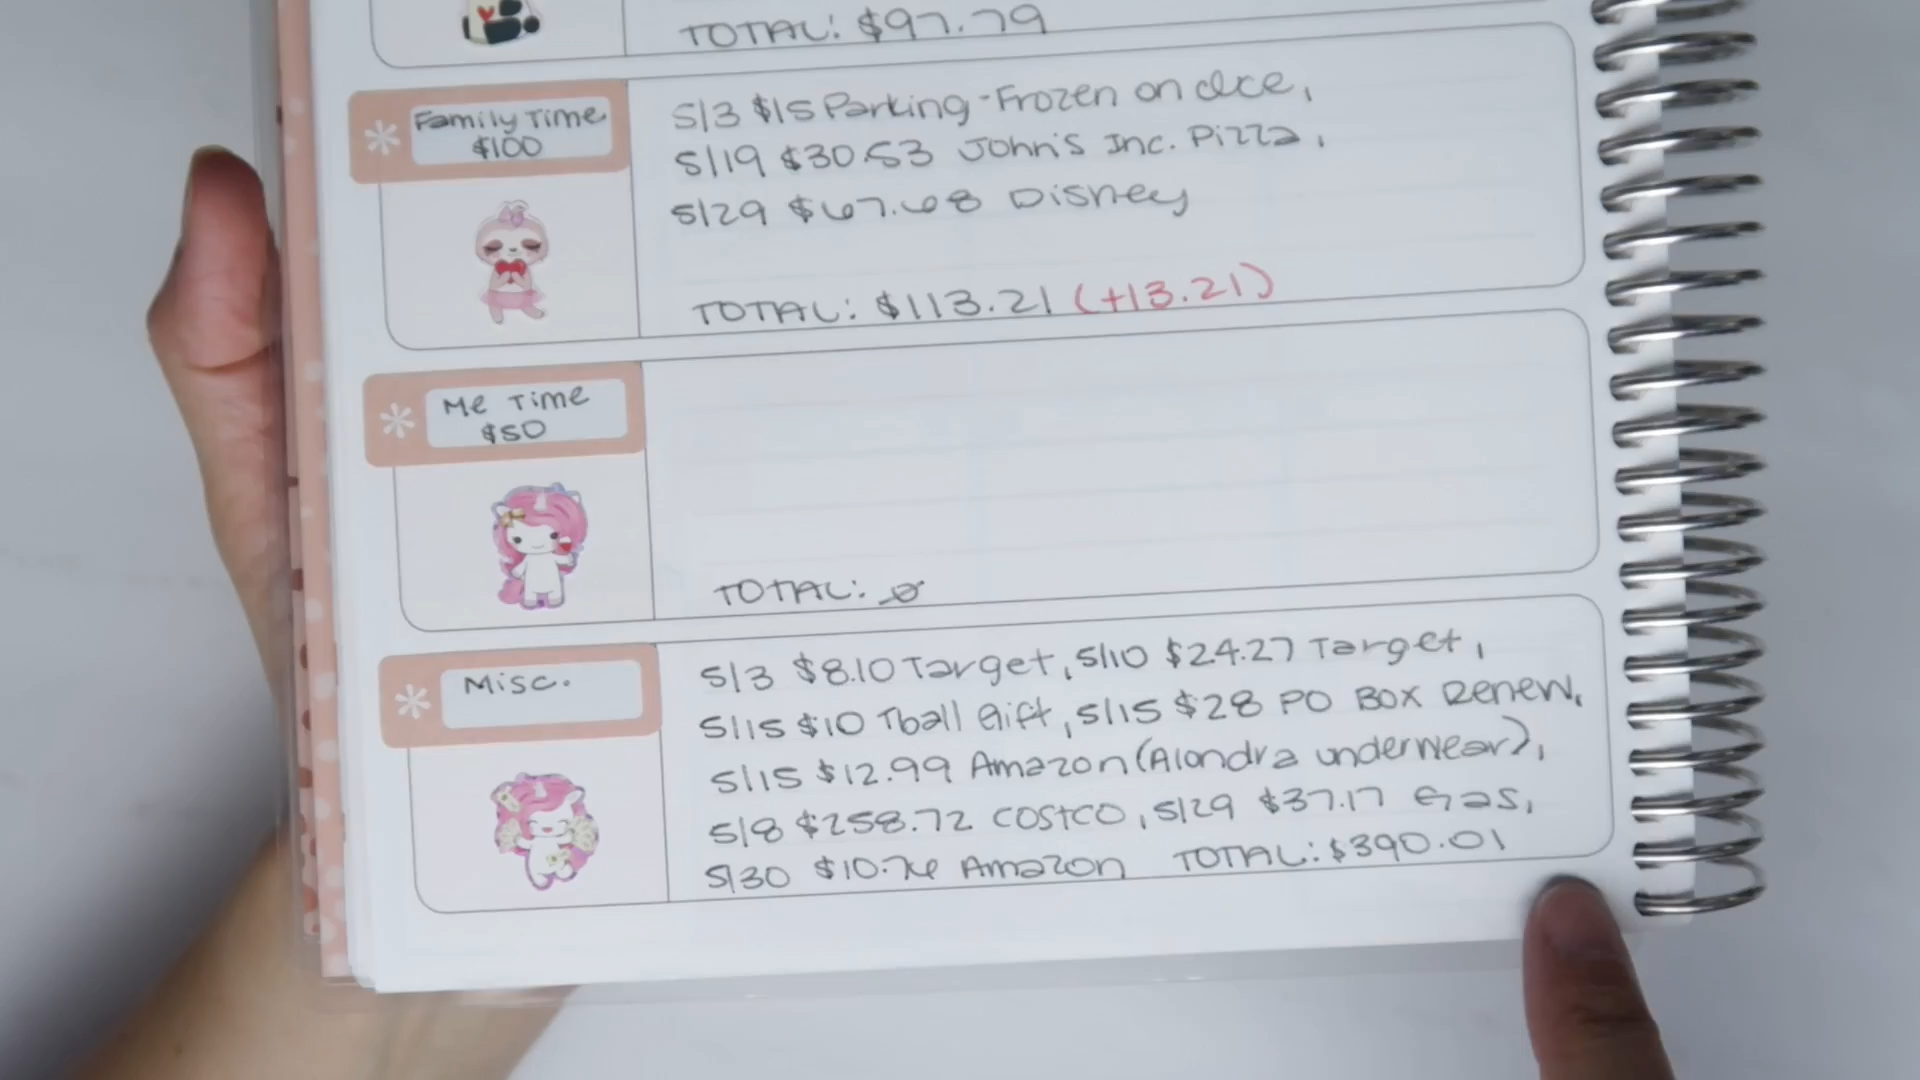 TOTAL: $97.79
Family Time
$100
5/3 $15 Parking - Frozen on Ice,
5/19 $30.53 John's Inc. Pizza,
5/29 $67.68 Disney
TOTAL: $113.21 (+13.21)
Me Time
$50
TOTAL: Ø
Misc.
5/3 $8.10 Target, 5/10 $24.27 Target,
5/15 $10 Tball Gift, 5/15 $28 PO BOX Renew,
5/15 $12.99 Amazon (Alondra underwear),
5/8 $258.72 COSTCO, 5/29 $37.17 Gas,
5/30 $10.76 Amazon TOTAL: $390.01